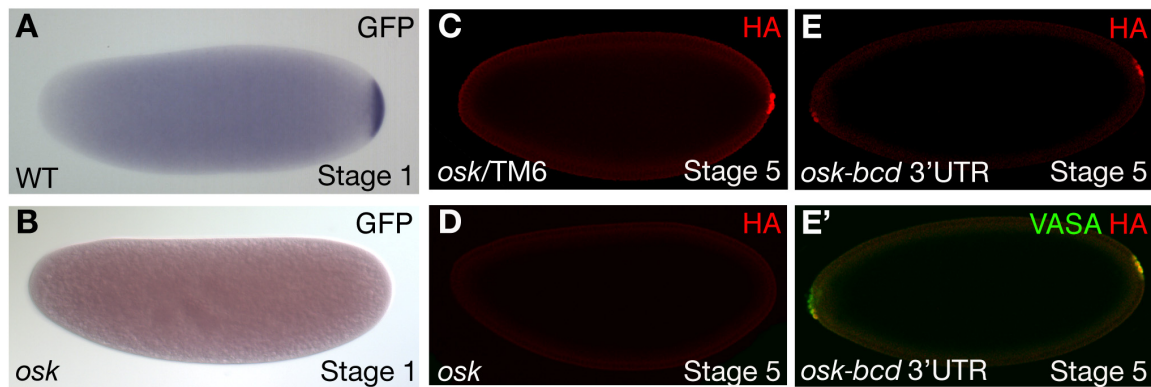 A
GFP
WT
Stage 1
B
GFP
osk
Stage 1
C
HA
osk/TM6
Stage 5
D
HA
osk
Stage 5
E
HA
osk-bcd 3’UTR
Stage 5
E’
VASA HA
osk-bcd 3’UTR
Stage 5